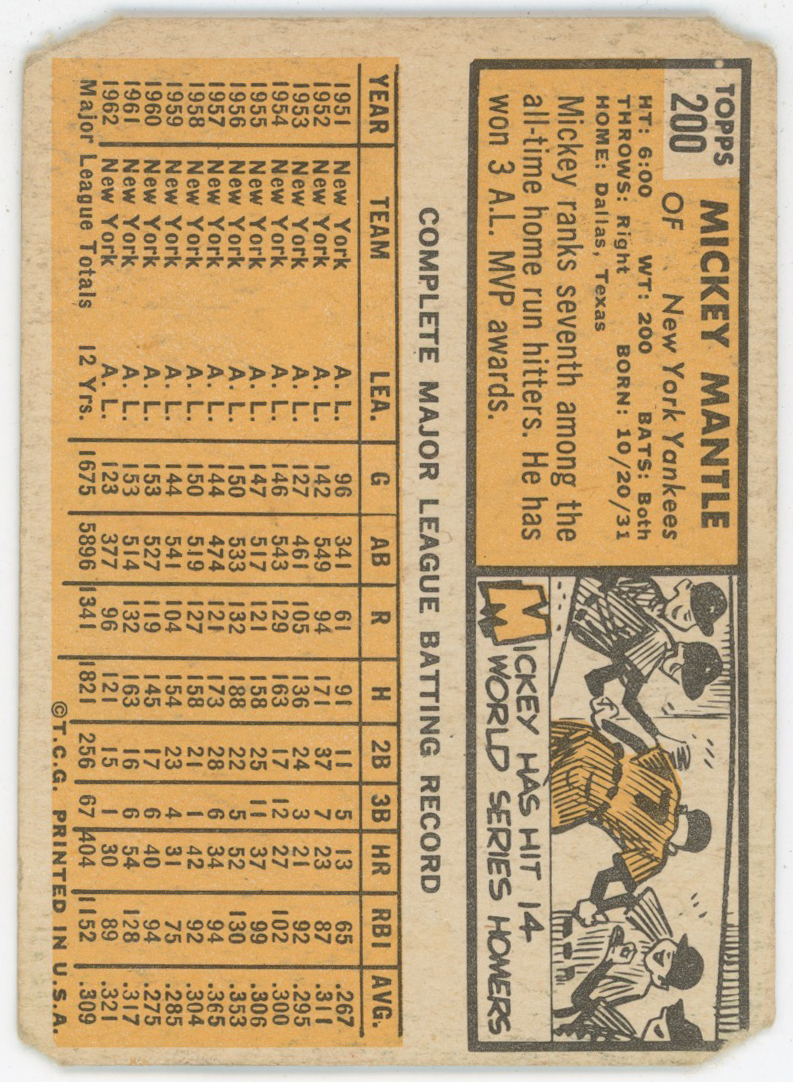 TOPPS
200
MICKEY MANTLE
OF New York Yankees
HT: 6:00 WT: 200 BATS: Both
THROWS: Right BORN: 10/20/31
HOME: Dallas, Texas
Mickey ranks seventh among the
all-time home run hitters. He has
won 3 A.L. MVP awards.
MICKEY HAS HIT 14
WORLD SERIES HOMERS
COMPLETE MAJOR LEAGUE BATTING RECORD
YEAR TEAM LEA. G AB R H 2B 3B HR RBI AVG.
1951 New York A. L. 96 341 61 91 11 5 13 65 .267
1952 New York A. L. 142 549 94 171 37 7 23 87 .311
1953 New York A. L. 127 461 105 136 24 3 21 92 .295
1954 New York A. L. 146 543 129 163 17 12 27 102 .300
1955 New York A. L. 147 517 121 158 25 11 37 99 .306
1956 New York A. L. 150 533 132 188 22 5 52 130 .353
1957 New York A. L. 144 474 121 173 28 6 34 94 .365
1958 New York A. L. 150 519 127 158 21 1 42 92 .304
1959 New York A. L. 144 541 104 154 23 4 31 75 .285
1960 New York A. L. 153 527 119 145 17 6 40 94 .275
1961 New York A. L. 153 514 132 163 16 6 54 128 .317
1962 New York A. L. 123 377 96 121 15 1 30 89 .321
Major League Totals 12 Yrs. 1675 5896 1341 1821 256 67 404 1152 .309
©T.C.G. PRINTED IN U.S.A.